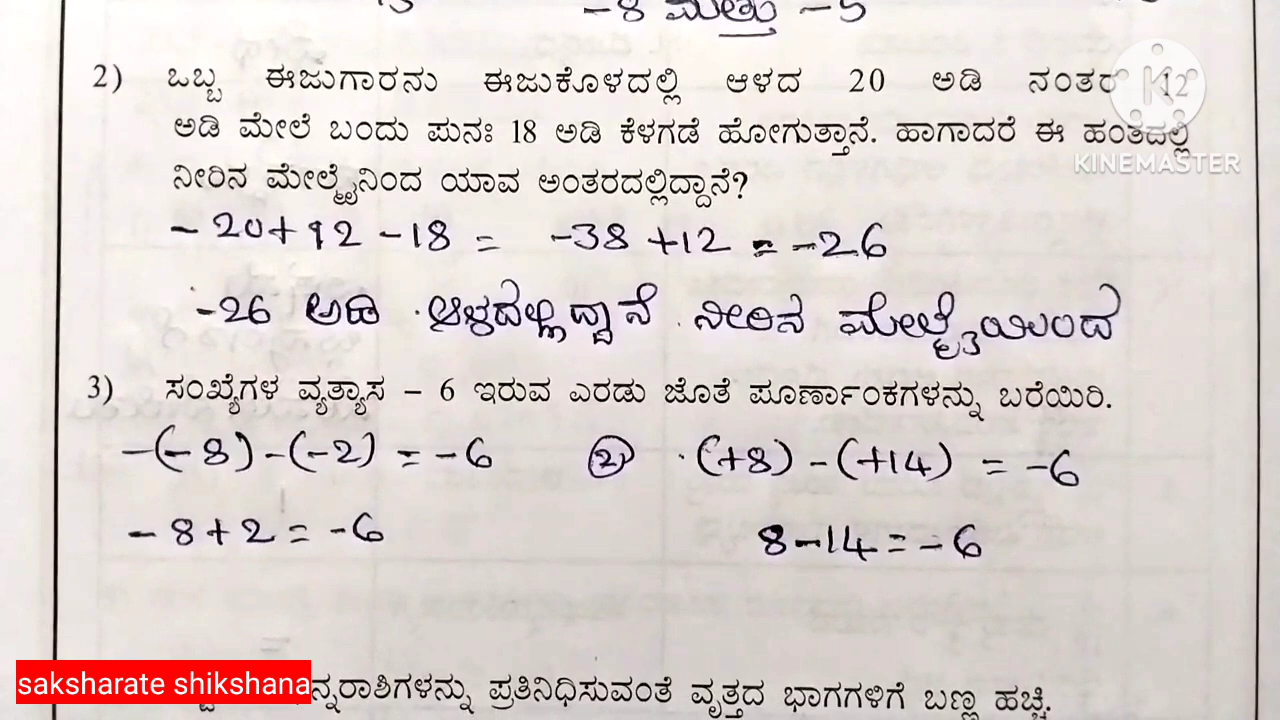 -8 ಮತ್ತು -5
2) ಒಬ್ಬ ಈಜುಗಾರನು ಈಜುಕೊಳದಲ್ಲಿ ಆಳದ 20 ಅಡಿ ನಂತರ 12
ಅಡಿ ಮೇಲೆ ಬಂದು ಪುನಃ 18 ಅಡಿ ಕೆಳಗಡೆ ಹೋಗುತ್ತಾನೆ. ಹಾಗಾದರೆ ಈ ಹಂತದಲ್ಲಿ
KINEMASTER
ನೀರಿನ ಮೇಲ್ಮೈನಿಂದ ಯಾವ ಅಂತರದಲ್ಲಿದ್ದಾನೆ?
-20+12-18 = -38+12 = -26
-26 ಅಡಿ ಆಳದಲ್ಲಿದ್ದಾನೆ ನೀರಿನ ಮೇಲ್ಮೈಯಿಂದ
3) ಸಂಖ್ಯೆಗಳ ವ್ಯತ್ಯಾಸ – 6 ಇರುವ ಎರಡು ಜೊತೆ ಪೂರ್ಣಾಂಕಗಳನ್ನು ಬರೆಯಿರಿ.
-(-8)-(-2) = -6 2) (+8)-(+14) = -6
-8+2 = -6 8-14 = -6
saksharate shikshana ನ್ನರಾಶಿಗಳನ್ನು ಪ್ರತಿನಿಧಿಸುವಂತೆ ವೃತ್ತದ ಭಾಗಗಳಿಗೆ ಬಣ್ಣ ಹಚ್ಚಿ.